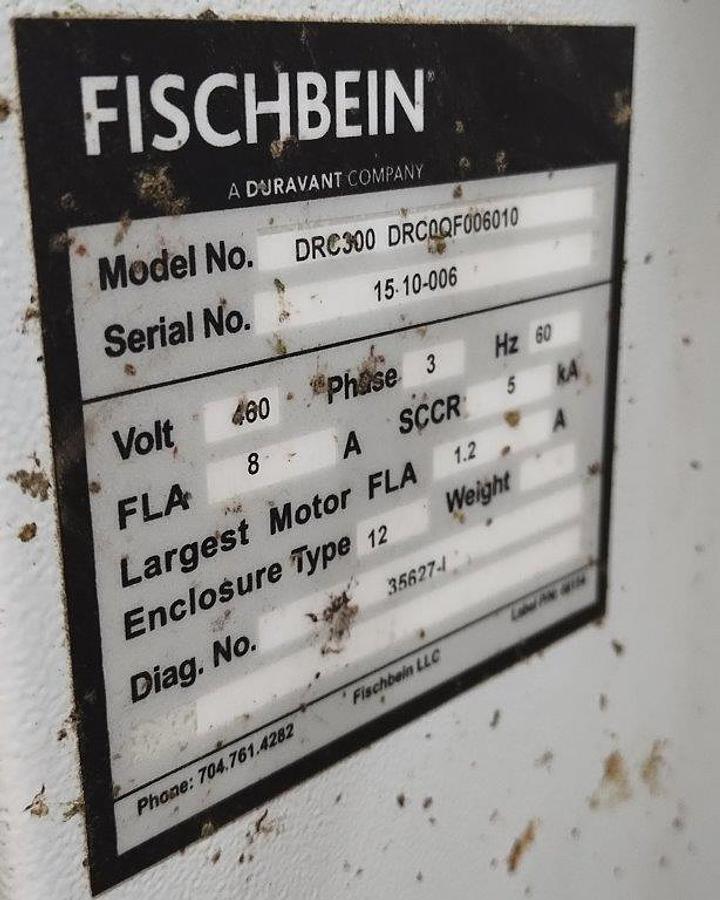 FISCHBEIN®
A DURAVANT COMPANY
Model No. DRC300 DRC0QF006010
Serial No. 15-10-006
Volt 460 Phase 3 Hz 60
FLA 8 A SCCR 5 kA
Largest Motor FLA 1.2 A
Enclosure Type 12 Weight
Diag. No. 35627-
Phone: 704.761.4282 Fischbein LLC Label P/N: